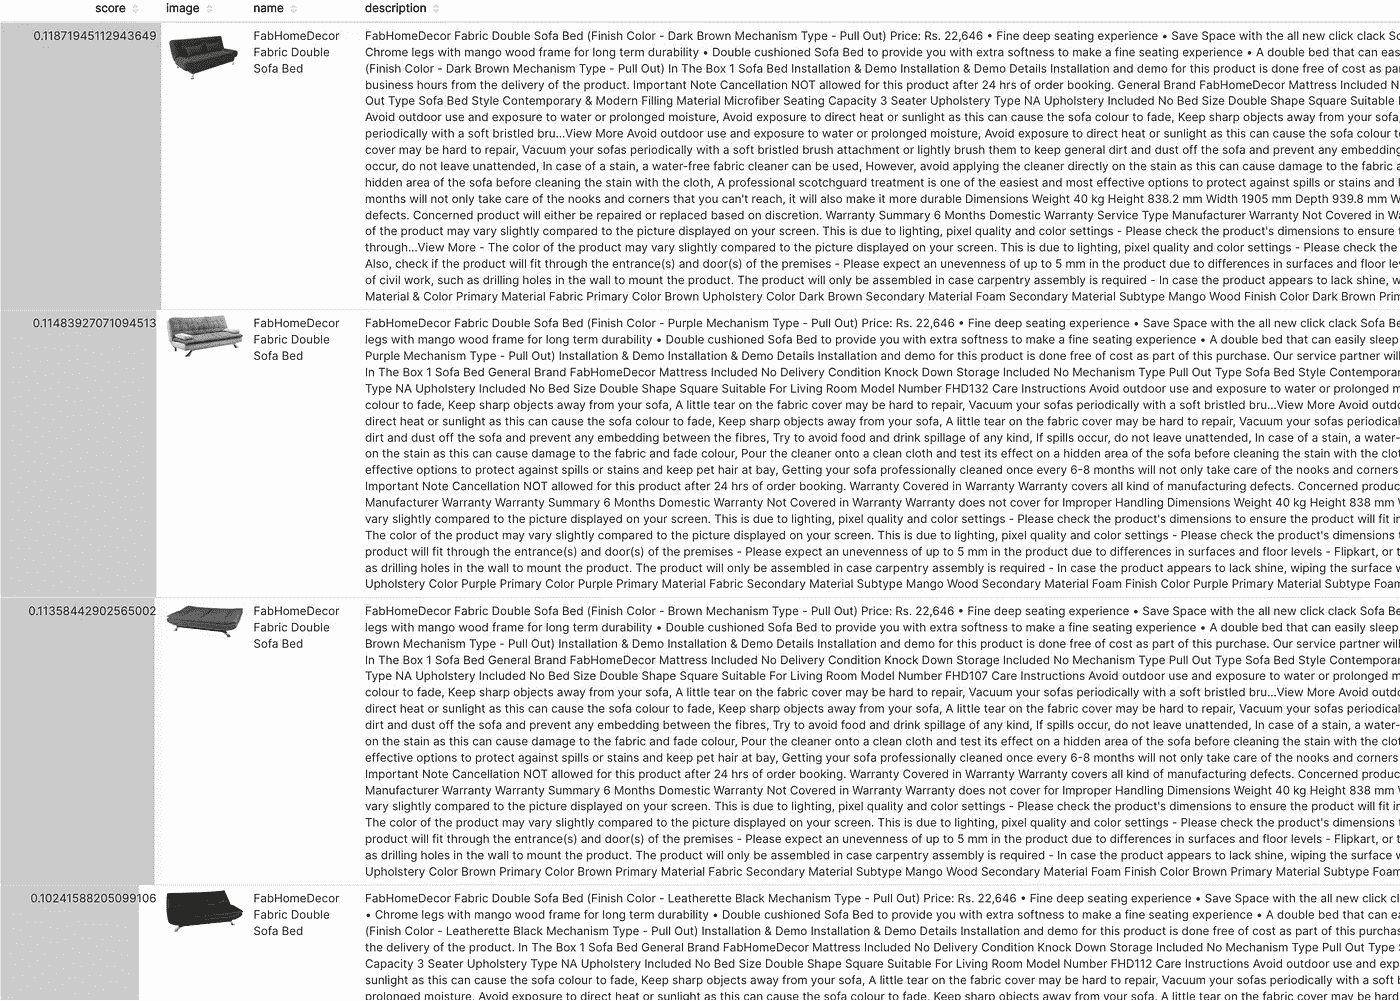 score image name description
0.11871945112943649
FabHomeDecor
Fabric Double
Sofa Bed
FabHomeDecor Fabric Double Sofa Bed (Finish Color - Dark Brown Mechanism Type - Pull Out) Price: Rs. 22,646 • Fine deep seating experience • Save Space with the all new click clack So
Chrome legs with mango wood frame for long term durability • Double cushioned Sofa Bed to provide you with extra softness to make a fine seating experience • A double bed that can eas
(Finish Color - Dark Brown Mechanism Type - Pull Out) In The Box 1 Sofa Bed Installation & Demo Installation & Demo Details Installation and demo for this product is done free of cost as par
business hours from the delivery of the product. Important Note Cancellation NOT allowed for this product after 24 hrs of order booking. General Brand FabHomeDecor Mattress Included N
Out Type Sofa Bed Style Contemporary & Modern Filling Material Microfiber Seating Capacity 3 Seater Upholstery Type NA Upholstery Included No Bed Size Double Shape Square Suitable
Avoid outdoor use and exposure to water or prolonged moisture, Avoid exposure to direct heat or sunlight as this can cause the sofa colour to fade, Keep sharp objects away from your sofa,
periodically with a soft bristled bru...View More Avoid outdoor use and exposure to water or prolonged moisture, Avoid exposure to direct heat or sunlight as this can cause the sofa colour to
cover may be hard to repair, Vacuum your sofas periodically with a soft bristled brush attachment or lightly brush them to keep general dirt and dust off the sofa and prevent any embedding
occur, do not leave unattended, In case of a stain, a water-free fabric cleaner can be used, However, avoid applying the cleaner directly on the stain as this can cause damage to the fabric a
hidden area of the sofa before cleaning the stain with the cloth, A professional scotchguard treatment is one of the easiest and most effective options to protect against spills or stains and k
months will not only take care of the nooks and corners that you can't reach, it will also make it more durable Dimensions Weight 40 kg Height 838.2 mm Width 1905 mm Depth 939.8 mm W
defects. Concerned product will either be repaired or replaced based on discretion. Warranty Summary 6 Months Domestic Warranty Service Type Manufacturer Warranty Not Covered in Wa
of the product may vary slightly compared to the picture displayed on your screen. This is due to lighting, pixel quality and color settings - Please check the product's dimensions to ensure t
through...View More - The color of the product may vary slightly compared to the picture displayed on your screen. This is due to lighting, pixel quality and color settings - Please check the
Also, check if the product will fit through the entrance(s) and door(s) of the premises - Please expect an unevenness of up to 5 mm in the product due to differences in surfaces and floor lev
of civil work, such as drilling holes in the wall to mount the product. The product will only be assembled in case carpentry assembly is required - In case the product appears to lack shine, w
Material & Color Primary Material Fabric Primary Color Brown Upholstery Color Dark Brown Secondary Material Foam Secondary Material Subtype Mango Wood Finish Color Dark Brown Prim
0.11483927071094513
FabHomeDecor
Fabric Double
Sofa Bed
FabHomeDecor Fabric Double Sofa Bed (Finish Color - Purple Mechanism Type - Pull Out) Price: Rs. 22,646 • Fine deep seating experience • Save Space with the all new click clack Sofa Be
legs with mango wood frame for long term durability • Double cushioned Sofa Bed to provide you with extra softness to make a fine seating experience • A double bed that can easily sleep
Purple Mechanism Type - Pull Out) Installation & Demo Installation & Demo Details Installation and demo for this product is done free of cost as part of this purchase. Our service partner will
In The Box 1 Sofa Bed General Brand FabHomeDecor Mattress Included No Delivery Condition Knock Down Storage Included No Mechanism Type Pull Out Type Sofa Bed Style Contemporar
Type NA Upholstery Included No Bed Size Double Shape Square Suitable For Living Room Model Number FHD132 Care Instructions Avoid outdoor use and exposure to water or prolonged m
colour to fade, Keep sharp objects away from your sofa, A little tear on the fabric cover may be hard to repair, Vacuum your sofas periodically with a soft bristled bru...View More Avoid outdo
direct heat or sunlight as this can cause the sofa colour to fade, Keep sharp objects away from your sofa, A little tear on the fabric cover may be hard to repair, Vacuum your sofas periodical
dirt and dust off the sofa and prevent any embedding between the fibres, Try to avoid food and drink spillage of any kind, If spills occur, do not leave unattended, In case of a stain, a water-
on the stain as this can cause damage to the fabric and fade colour, Pour the cleaner onto a clean cloth and test its effect on a hidden area of the sofa before cleaning the stain with the clot
effective options to protect against spills or stains and keep pet hair at bay, Getting your sofa professionally cleaned once every 6-8 months will not only take care of the nooks and corners
Important Note Cancellation NOT allowed for this product after 24 hrs of order booking. Warranty Covered in Warranty Warranty covers all kind of manufacturing defects. Concerned produc
Manufacturer Warranty Warranty Summary 6 Months Domestic Warranty Not Covered in Warranty Warranty does not cover for Improper Handling Dimensions Weight 40 kg Height 838 mm W
vary slightly compared to the picture displayed on your screen. This is due to lighting, pixel quality and color settings - Please check the product's dimensions to ensure the product will fit in
The color of the product may vary slightly compared to the picture displayed on your screen. This is due to lighting, pixel quality and color settings - Please check the product's dimensions t
product will fit through the entrance(s) and door(s) of the premises - Please expect an unevenness of up to 5 mm in the product due to differences in surfaces and floor levels - Flipkart, or t
as drilling holes in the wall to mount the product. The product will only be assembled in case carpentry assembly is required - In case the product appears to lack shine, wiping the surface w
Upholstery Color Purple Primary Color Purple Primary Material Fabric Secondary Material Subtype Mango Wood Secondary Material Foam Finish Color Purple Primary Material Subtype Foam
0.11358442902565002
FabHomeDecor
Fabric Double
Sofa Bed
FabHomeDecor Fabric Double Sofa Bed (Finish Color - Brown Mechanism Type - Pull Out) Price: Rs. 22,646 • Fine deep seating experience • Save Space with the all new click clack Sofa Be
legs with mango wood frame for long term durability • Double cushioned Sofa Bed to provide you with extra softness to make a fine seating experience • A double bed that can easily sleep
Brown Mechanism Type - Pull Out) Installation & Demo Installation & Demo Details Installation and demo for this product is done free of cost as part of this purchase. Our service partner will
In The Box 1 Sofa Bed General Brand FabHomeDecor Mattress Included No Delivery Condition Knock Down Storage Included No Mechanism Type Pull Out Type Sofa Bed Style Contemporar
Type NA Upholstery Included No Bed Size Double Shape Square Suitable For Living Room Model Number FHD107 Care Instructions Avoid outdoor use and exposure to water or prolonged m
colour to fade, Keep sharp objects away from your sofa, A little tear on the fabric cover may be hard to repair, Vacuum your sofas periodically with a soft bristled bru...View More Avoid outdo
direct heat or sunlight as this can cause the sofa colour to fade, Keep sharp objects away from your sofa, A little tear on the fabric cover may be hard to repair, Vacuum your sofas periodical
dirt and dust off the sofa and prevent any embedding between the fibres, Try to avoid food and drink spillage of any kind, If spills occur, do not leave unattended, In case of a stain, a water-
on the stain as this can cause damage to the fabric and fade colour, Pour the cleaner onto a clean cloth and test its effect on a hidden area of the sofa before cleaning the stain with the clot
effective options to protect against spills or stains and keep pet hair at bay, Getting your sofa professionally cleaned once every 6-8 months will not only take care of the nooks and corners
Important Note Cancellation NOT allowed for this product after 24 hrs of order booking. Warranty Covered in Warranty Warranty covers all kind of manufacturing defects. Concerned produc
Manufacturer Warranty Warranty Summary 6 Months Domestic Warranty Not Covered in Warranty Warranty does not cover for Improper Handling Dimensions Weight 40 kg Height 838 mm W
vary slightly compared to the picture displayed on your screen. This is due to lighting, pixel quality and color settings - Please check the product's dimensions to ensure the product will fit in
The color of the product may vary slightly compared to the picture displayed on your screen. This is due to lighting, pixel quality and color settings - Please check the product's dimensions t
product will fit through the entrance(s) and door(s) of the premises - Please expect an unevenness of up to 5 mm in the product due to differences in surfaces and floor levels - Flipkart, or t
as drilling holes in the wall to mount the product. The product will only be assembled in case carpentry assembly is required - In case the product appears to lack shine, wiping the surface w
Upholstery Color Brown Primary Color Brown Primary Material Fabric Secondary Material Subtype Mango Wood Secondary Material Foam Finish Color Brown Primary Material Subtype Foam
0.10241588205099106
FabHomeDecor
Fabric Double
Sofa Bed
FabHomeDecor Fabric Double Sofa Bed (Finish Color - Leatherette Black Mechanism Type - Pull Out) Price: Rs. 22,646 • Fine deep seating experience • Save Space with the all new click cl
• Chrome legs with mango wood frame for long term durability • Double cushioned Sofa Bed to provide you with extra softness to make a fine seating experience • A double bed that can ea
(Finish Color - Leatherette Black Mechanism Type - Pull Out) Installation & Demo Installation & Demo Details Installation and demo for this product is done free of cost as part of this purchas
the delivery of the product. In The Box 1 Sofa Bed General Brand FabHomeDecor Mattress Included No Delivery Condition Knock Down Storage Included No Mechanism Type Pull Out Type S
Capacity 3 Seater Upholstery Type NA Upholstery Included No Bed Size Double Shape Square Suitable For Living Room Model Number FHD112 Care Instructions Avoid outdoor use and exp
sunlight as this can cause the sofa colour to fade, Keep sharp objects away from your sofa, A little tear on the fabric cover may be hard to repair, Vacuum your sofas periodically with a soft b
prolonged moisture, Avoid exposure to direct heat or sunlight as this can cause the sofa colour to fade, Keep sharp objects away from your sofa, A little tear on the fabric cover may be hard